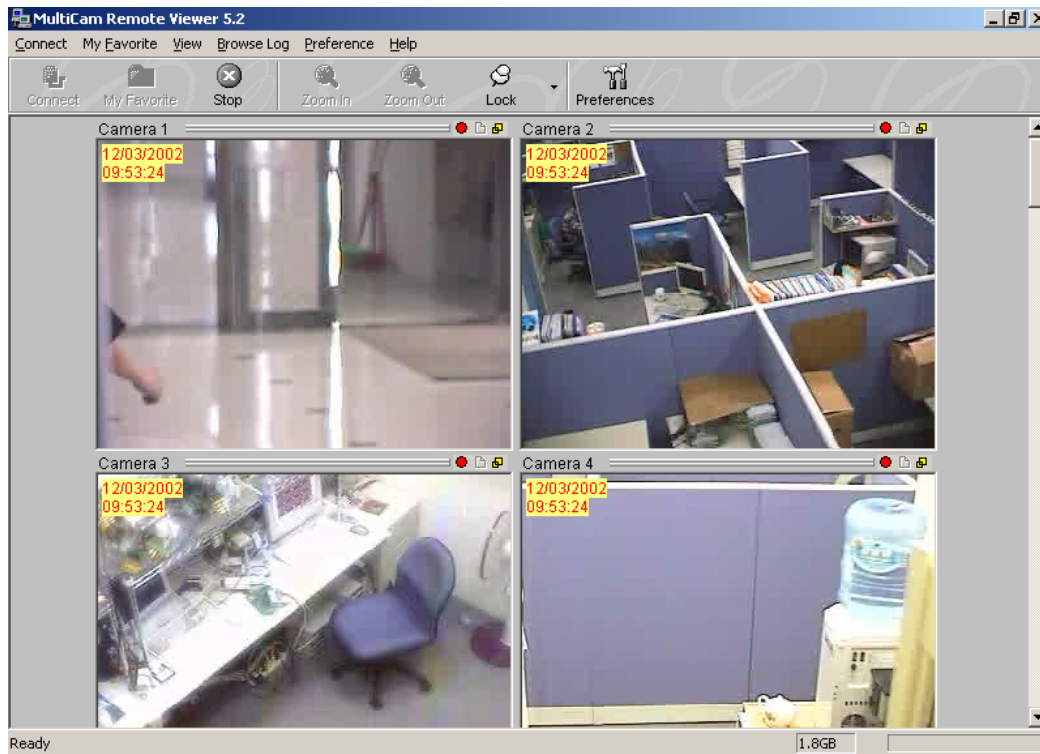 MultiCam Remote Viewer 5.2
Connect My Favorite View Browse Log Preference Help
Connect My Favorite Stop Zoom In Zoom Out Lock Preferences
Camera 1
12/03/2002
09:53:24
Camera 2
12/03/2002
09:53:24
Camera 3
12/03/2002
09:53:24
Camera 4
12/03/2002
09:53:24
Ready 1.8GB